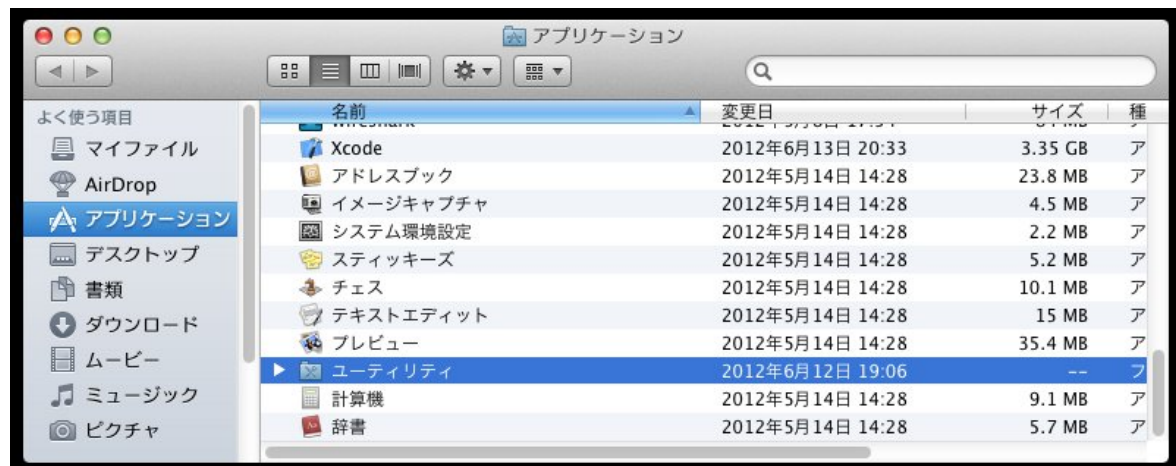 アプリケーション
よく使う項目
マイファイル
AirDrop
アプリケーション
デスクトップ
書類
ダウンロード
ムービー
ミュージック
ピクチャ
名前 変更日 サイズ 種
Wireshark
Xcode 2012年6月13日 20:33 3.35 GB ア
アドレスブック 2012年5月14日 14:28 23.8 MB ア
イメージキャプチャ 2012年5月14日 14:28 4.5 MB ア
システム環境設定 2012年5月14日 14:28 2.2 MB ア
スティッキーズ 2012年5月14日 14:28 5.2 MB ア
チェス 2012年5月14日 14:28 10.1 MB ア
テキストエディット 2012年5月14日 14:28 15 MB ア
プレビュー 2012年5月14日 14:28 35.4 MB ア
ユーティリティ 2012年6月12日 19:06 -- フ
計算機 2012年5月14日 14:28 9.1 MB ア
辞書 2012年5月14日 14:28 5.7 MB ア